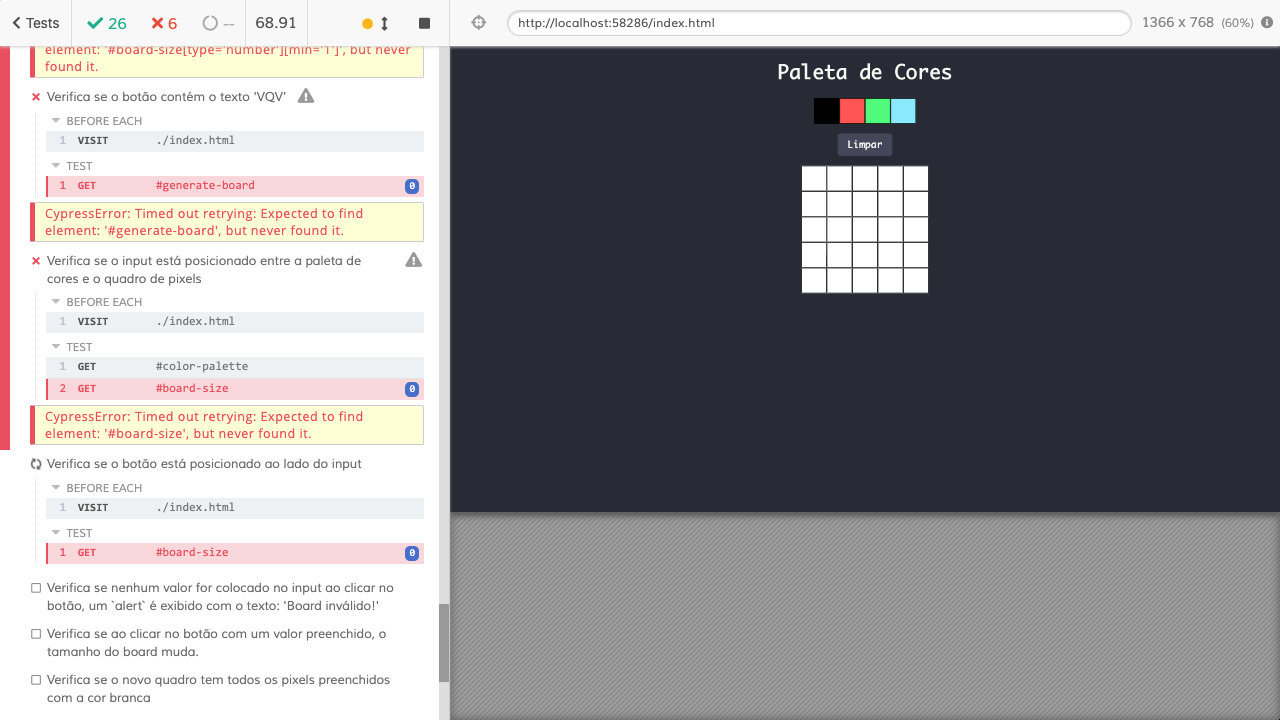 Tests
26
6
--
68.91
http://localhost:58286/index.html
1366 x 768 (60%)
element: '#board-size[type='number'][min='1']', but never
found it.
Verifica se o botão contém o texto 'VQV'
BEFORE EACH
1 VISIT ./index.html
TEST
1 GET #generate-board 0
CypressError: Timed out retrying: Expected to find
element: '#generate-board', but never found it.
Verifica se o input está posicionado entre a paleta de
cores e o quadro de pixels
BEFORE EACH
1 VISIT ./index.html
TEST
1 GET #color-palette
2 GET #board-size 0
CypressError: Timed out retrying: Expected to find
element: '#board-size', but never found it.
Verifica se o botão está posicionado ao lado do input
BEFORE EACH
1 VISIT ./index.html
TEST
1 GET #board-size 0
Verifica se nenhum valor for colocado no input ao clicar no
botão, um `alert` é exibido com o texto: 'Board inválido!'
Verifica se ao clicar no botão com um valor preenchido, o
tamanho do board muda.
Verifica se o novo quadro tem todos os pixels preenchidos
com a cor branca
Paleta de Cores
Limpar